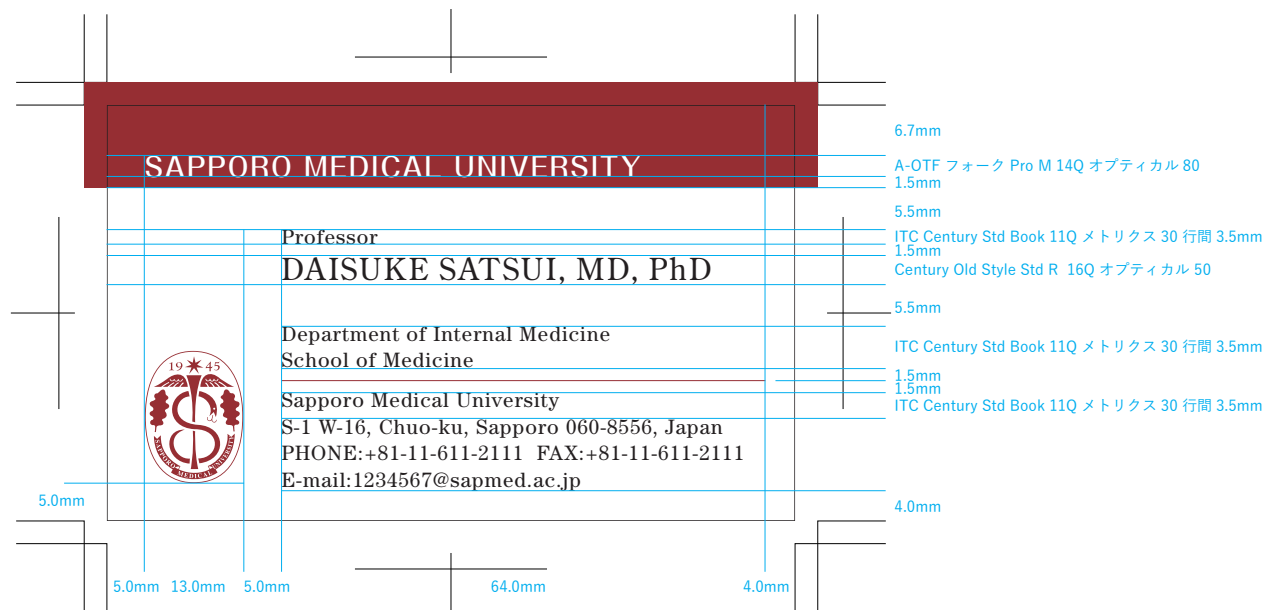 6.7mm
SAPPORO MEDICAL UNIVERSITY
A-OTF フォーク Pro M 14Q オプティカル 80
1.5mm
5.5mm
Professor
ITC Century Std Book 11Q メトリクス 30 行間 3.5mm
1.5mm
DAISUKE SATSUI, MD, PhD
Century Old Style Std R 16Q オプティカル 50
5.5mm
Department of Internal Medicine
School of Medicine
ITC Century Std Book 11Q メトリクス 30 行間 3.5mm
1.5mm
1.5mm
19 45
SAPPORO MEDICAL UNIVERSITY
Sapporo Medical University
ITC Century Std Book 11Q メトリクス 30 行間 3.5mm
S-1 W-16, Chuo-ku, Sapporo 060-8556, Japan
PHONE:+81-11-611-2111 FAX:+81-11-611-2111
E-mail:1234567@sapmed.ac.jp
5.0mm
4.0mm
5.0mm 13.0mm 5.0mm 64.0mm 4.0mm